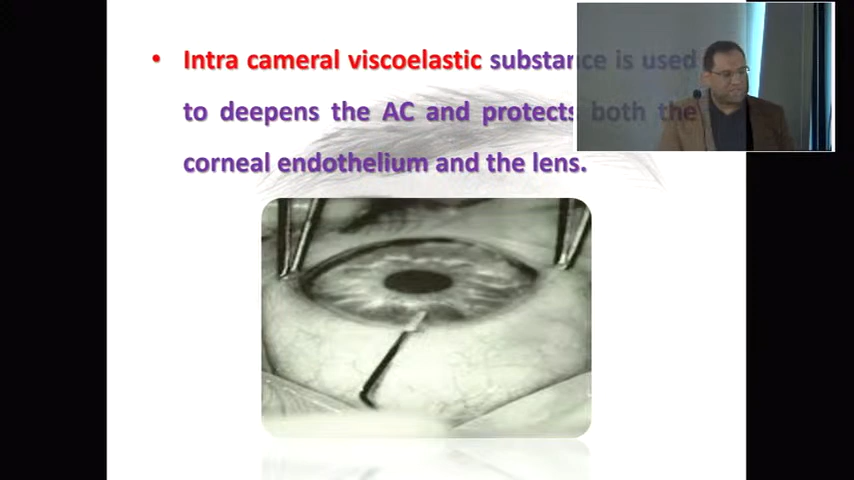 • Intra cameral viscoelastic substance is used
to deepens the AC and protects both the
corneal endothelium and the lens.